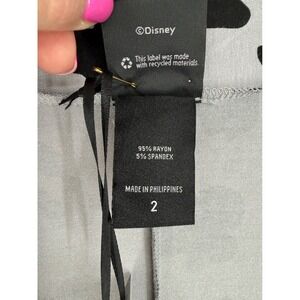 ©Disney
This label was made
with recycled materials.
95% RAYON
5% SPANDEX
MADE IN PHILIPPINES
2